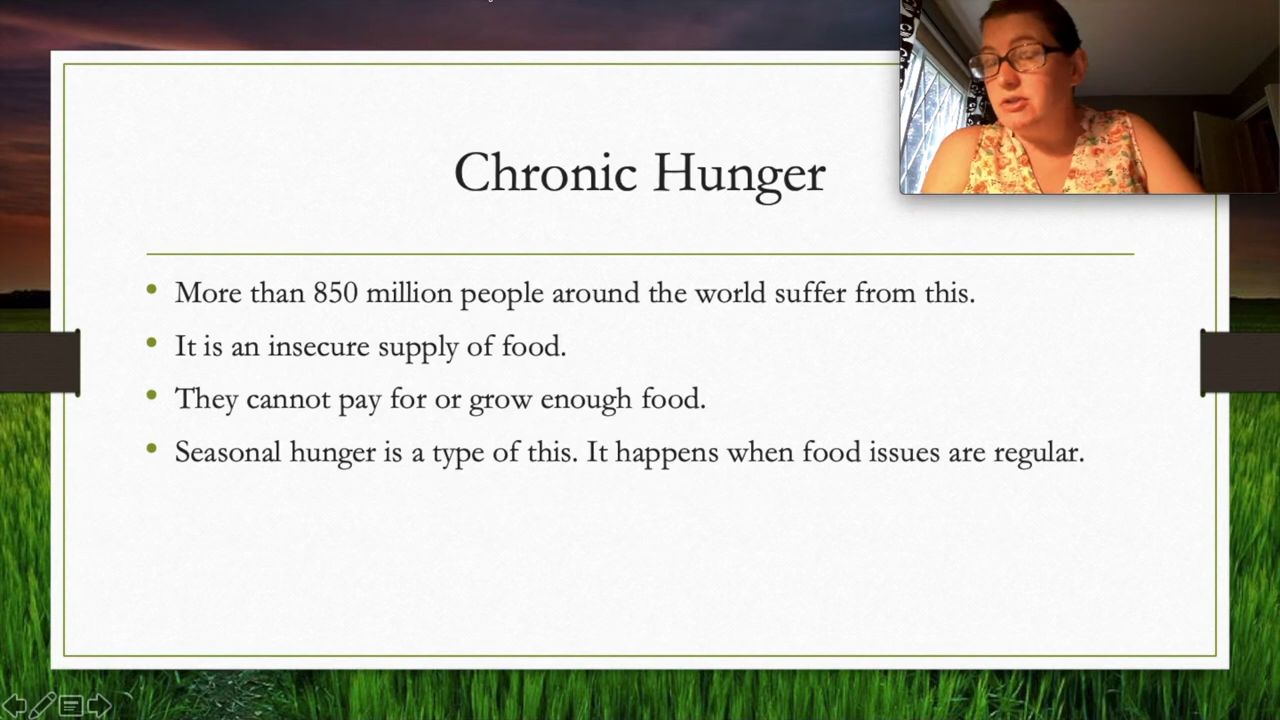 Chronic Hunger
More than 850 million people around the world suffer from this.
It is an insecure supply of food.
They cannot pay for or grow enough food.
Seasonal hunger is a type of this. It happens when food issues are regular.